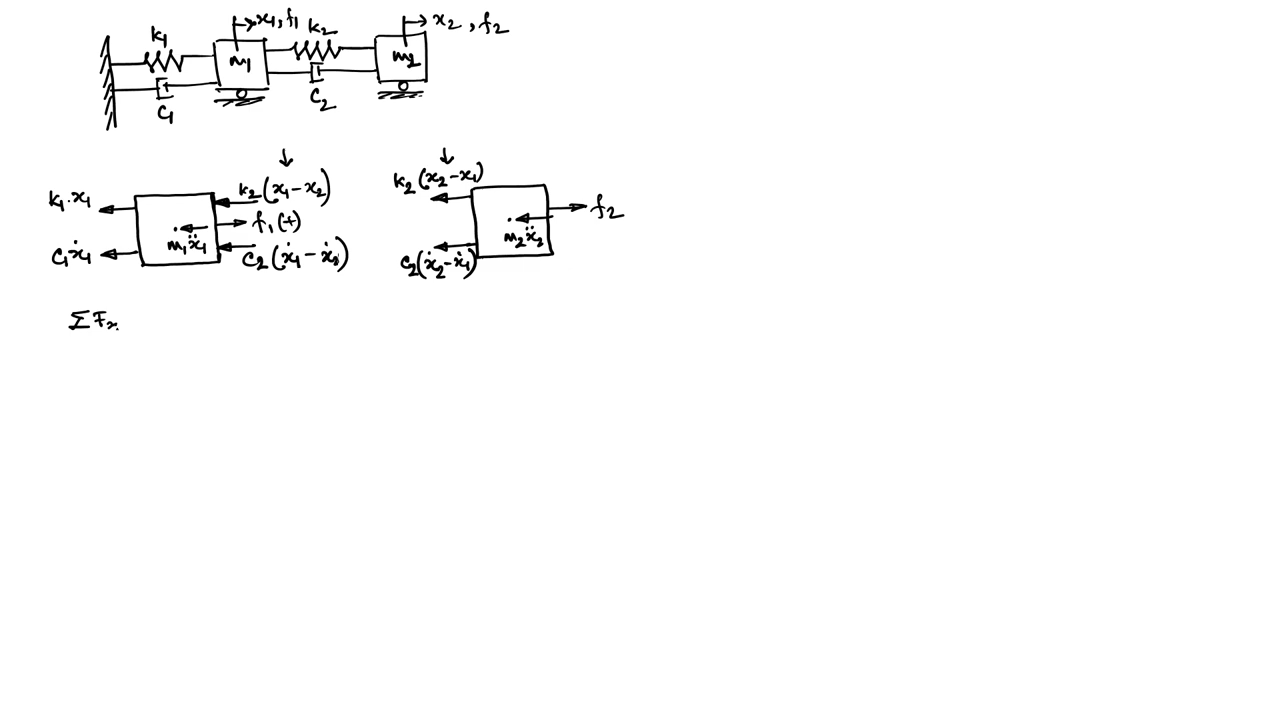 x₁, f₁
x₂, f₂
k₁
k₂
m₁
m₂
C₁
C₂
k₂(x₁-x₂)
k₂(x₂-x₁)
k₁·x₁
f₁(t)
f₂
m₁ẍ₁
m₂ẍ₂
C₁ẋ₁
C₂(ẋ₁-ẋ₂)
C₂(ẋ₂-ẋ₁)
ΣFₓ